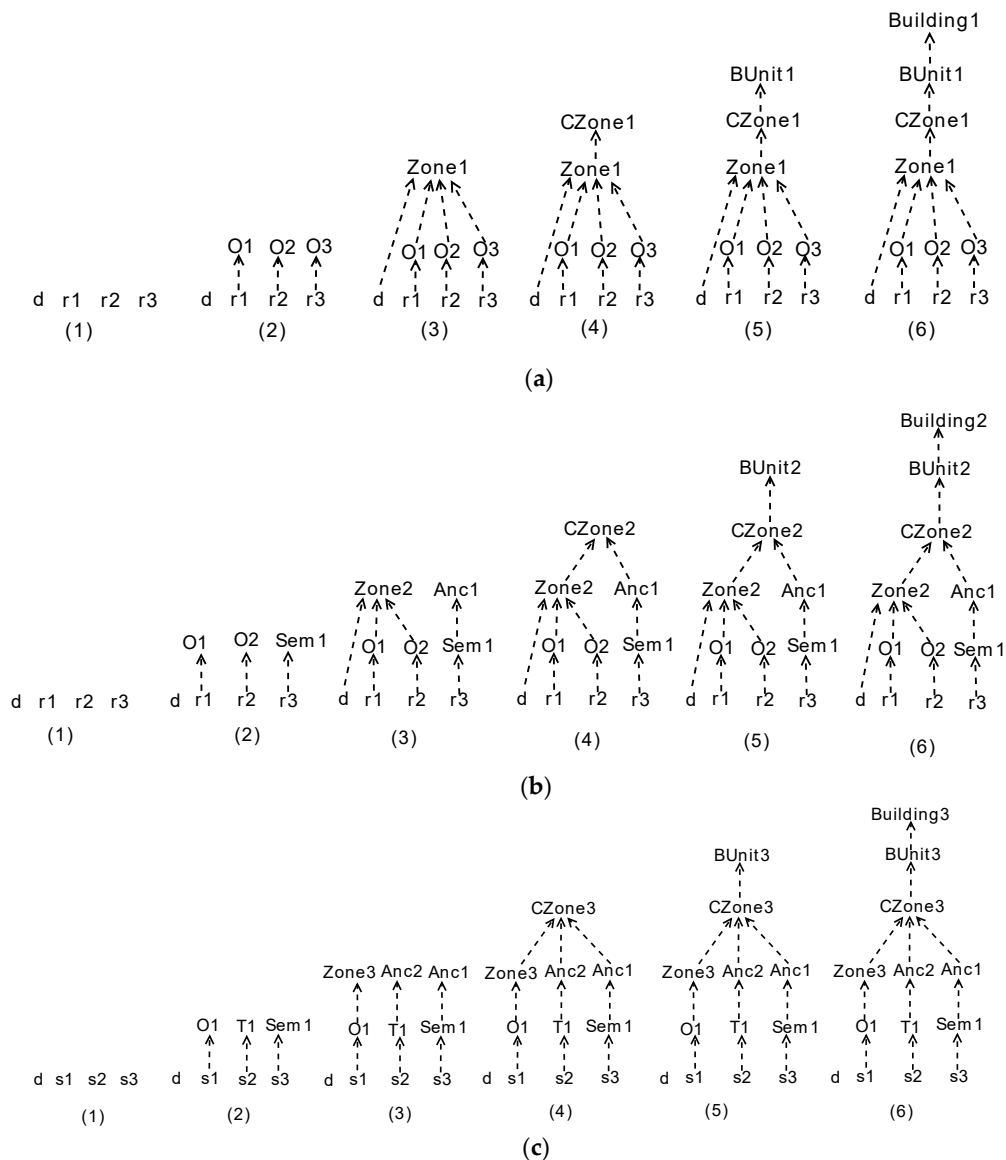 Building1
BUnit1 BUnit1
CZone1 CZone1 CZone1
Zone1 Zone1 Zone1 Zone1
O1 O2 O3 O1 O2 O3 O1 O2 O3 O1 O2 O3 O1 O2 O3
d r1 r2 r3 d r1 r2 r3 d r1 r2 r3 d r1 r2 r3 d r1 r2 r3 d r1 r2 r3
(1) (2) (3) (4) (5) (6)
(a)
Building2
BUnit2 BUnit2
CZone2 CZone2 CZone2
Zone2 Anc1 Zone2 Anc1 Zone2 Anc1 Zone2 Anc1
O1 O2 Sem1 O1 O2 Sem1 O1 O2 Sem1 O1 O2 Sem1 O1 O2 Sem1
d r1 r2 r3 d r1 r2 r3 d r1 r2 r3 d r1 r2 r3 d r1 r2 r3 d r1 r2 r3
(1) (2) (3) (4) (5) (6)
(b)
Building3
BUnit3 BUnit3
CZone3 CZone3 CZone3
Zone3 Anc2 Anc1 Zone3 Anc2 Anc1 Zone3 Anc2 Anc1 Zone3 Anc2 Anc1
O1 T1 Sem1 O1 T1 Sem1 O1 T1 Sem1 O1 T1 Sem1 O1 T1 Sem1
d s1 s2 s3 d s1 s2 s3 d s1 s2 s3 d s1 s2 s3 d s1 s2 s3 d s1 s2 s3
(1) (2) (3) (4) (5) (6)
(c)